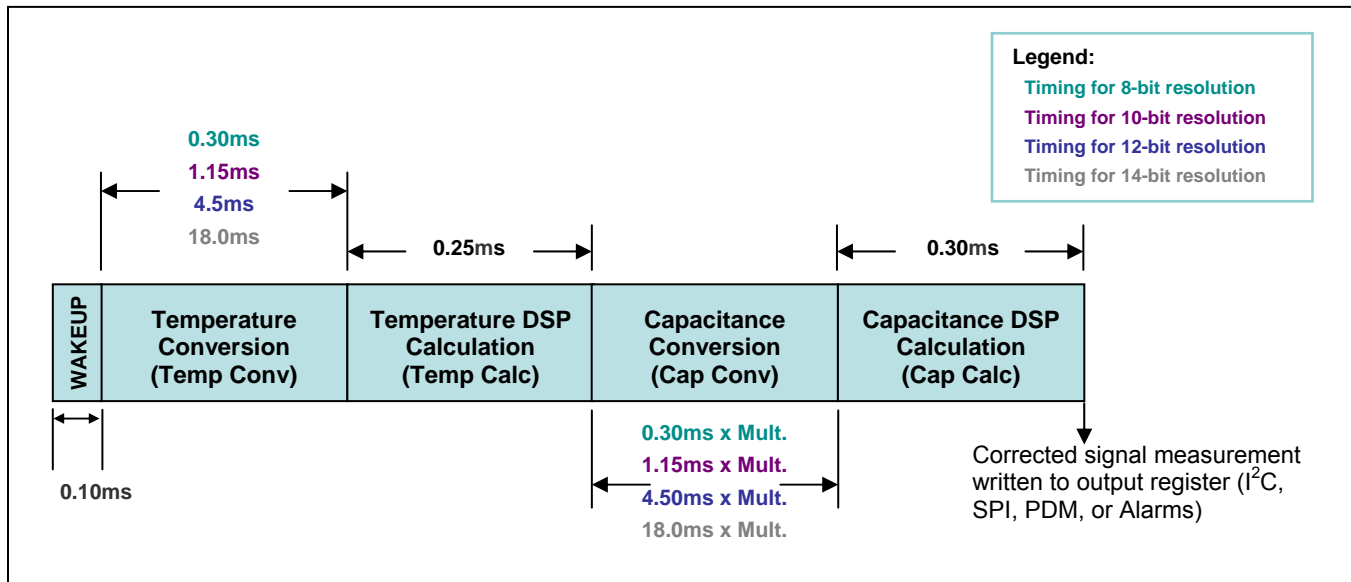 Legend:
Timing for 8-bit resolution
Timing for 10-bit resolution
Timing for 12-bit resolution
Timing for 14-bit resolution
0.30ms
1.15ms
4.5ms
18.0ms
0.25ms
0.30ms
WAKEUP
Temperature
Conversion
(Temp Conv)
Temperature DSP
Calculation
(Temp Calc)
Capacitance
Conversion
(Cap Conv)
Capacitance DSP
Calculation
(Cap Calc)
0.10ms
0.30ms x Mult.
1.15ms x Mult.
4.50ms x Mult.
18.0ms x Mult.
Corrected signal measurement
written to output register (I²C,
SPI, PDM, or Alarms)